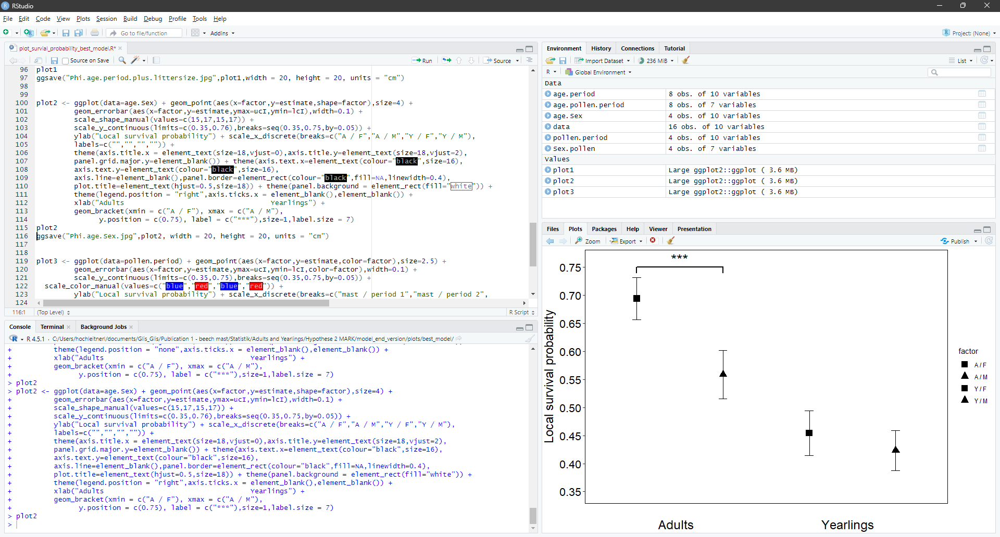 RStudio
File Edit Code View Plots Session Build Debug Profile Tools Help
Go to file/function Addins Project: (None)
plot_survial_probability_best_model.R*
Source on Save Run Source
96 plot1
97 ggsave("Phi.age.period.plus.littersize.jpg",plot1,width = 20, height = 20, units = "cm")
98
99
100 plot2 <- ggplot(data=age.Sex) + geom_point(aes(x=factor,y=estimate,shape=factor),size=4) +
101 geom_errorbar(aes(x=factor,y=estimate,ymax=ucI,ymin=lcI),width=0.1) +
102 scale_shape_manual(values=c(15,17,15,17)) +
103 scale_y_continuous(limits=c(0.35,0.76),breaks=seq(0.35,0.75,by=0.05)) +
104 ylab("Local survival probability") + scale_x_discrete(breaks=c("A / F","A / M","Y / F","Y / M"),
105 labels=c("","","","")) +
106 theme(axis.title.x = element_text(size=18,vjust=0),axis.title.y=element_text(size=18,vjust=2),
107 panel.grid.major.y=element_blank()) + theme(axis.text.x=element_text(colour="black",size=16),
108 axis.text.y=element_text(colour="black",size=16),
109 axis.line=element_blank(),panel.border=element_rect(colour="black",fill=NA,linewidth=0.4),
110 plot.title=element_text(hjust=0.5,size=18)) + theme(panel.background = element_rect(fill="white")) +
111 theme(legend.position = "right",axis.ticks.x = element_blank(),element_blank()) +
112 xlab("Adults Yearlings") +
113 geom_bracket(xmin = c("A / F"), xmax = c("A / M"),
114 y.position = c(0.75), label = c("***"),size=1,label.size = 7)
115 plot2
116 ggsave("Phi.age.Sex.jpg",plot2, width = 20, height = 20, units = "cm")
117
118
119 plot3 <- ggplot(data=pollen.period) + geom_point(aes(x=factor,y=estimate,color=factor),size=2.5) +
120 geom_errorbar(aes(x=factor,y=estimate,ymax=ucI,ymin=lcI,color=factor),width=0.1) +
121 scale_y_continuous(limits=c(0.35,0.75),breaks=seq(0.35,0.75,by=0.05)) +
122 scale_color_manual(values=c("blue","red","blue","red")) +
123 ylab("Local survival probability") + scale_x_discrete(breaks=c("mast / period 1","mast / period 2",
124
116:1 (Top Level) R Script
Console Terminal Background Jobs
R 4.5.1 · C:/Users/hochleitnerl/documents/Glis_Glis/Publication 1 - beech mast/Statistik/Adults and Yearlings/Hypothese 2 MARK/model_end_version/plots/best_model/
+ theme(legend.position = "none",axis.ticks.x = element_blank(),element_blank()) +
+ xlab("Adults Yearlings") +
+ geom_bracket(xmin = c("A / F"), xmax = c("A / M"),
+ y.position = c(0.75), label = c("***"),size=1,label.size = 7)
> plot2
> plot2 <- ggplot(data=age.Sex) + geom_point(aes(x=factor,y=estimate,shape=factor),size=4) +
+ geom_errorbar(aes(x=factor,y=estimate,ymax=ucI,ymin=lcI),width=0.1) +
+ scale_shape_manual(values=c(15,17,15,17)) +
+ scale_y_continuous(limits=c(0.35,0.76),breaks=seq(0.35,0.75,by=0.05)) +
+ ylab("Local survival probability") + scale_x_discrete(breaks=c("A / F","A / M","Y / F","Y / M"),
+ labels=c("","","","")) +
+ theme(axis.title.x = element_text(size=18,vjust=0),axis.title.y=element_text(size=18,vjust=2),
+ panel.grid.major.y=element_blank()) + theme(axis.text.x=element_text(colour="black",size=16),
+ axis.text.y=element_text(colour="black",size=16),
+ axis.line=element_blank(),panel.border=element_rect(colour="black",fill=NA,linewidth=0.4),
+ plot.title=element_text(hjust=0.5,size=18)) + theme(panel.background = element_rect(fill="white")) +
+ theme(legend.position = "right",axis.ticks.x = element_blank(),element_blank()) +
+ xlab("Adults Yearlings") +
+ geom_bracket(xmin = c("A / F"), xmax = c("A / M"),
+ y.position = c(0.75), label = c("***"),size=1,label.size = 7)
> plot2
>
Environment History Connections Tutorial
Import Dataset 236 MiB List
R Global Environment
Data
age.period 8 obs. of 10 variables
age.pollen.period 8 obs. of 7 variables
age.Sex 4 obs. of 10 variables
data 16 obs. of 10 variables
pollen.period 4 obs. of 10 variables
Sex.pollen 4 obs. of 7 variables
Values
plot1 Large ggplot2::ggplot ( 3.6 MB)
plot2 Large ggplot2::ggplot ( 3.6 MB)
plot3 Large ggplot2::ggplot ( 3.6 MB)
Files Plots Packages Help Viewer Presentation
Zoom Export Publish
***
Local survival probability
0.75
0.70
0.65
0.60
0.55
0.50
0.45
0.40
0.35
Adults Yearlings
factor
A / F
A / M
Y / F
Y / M